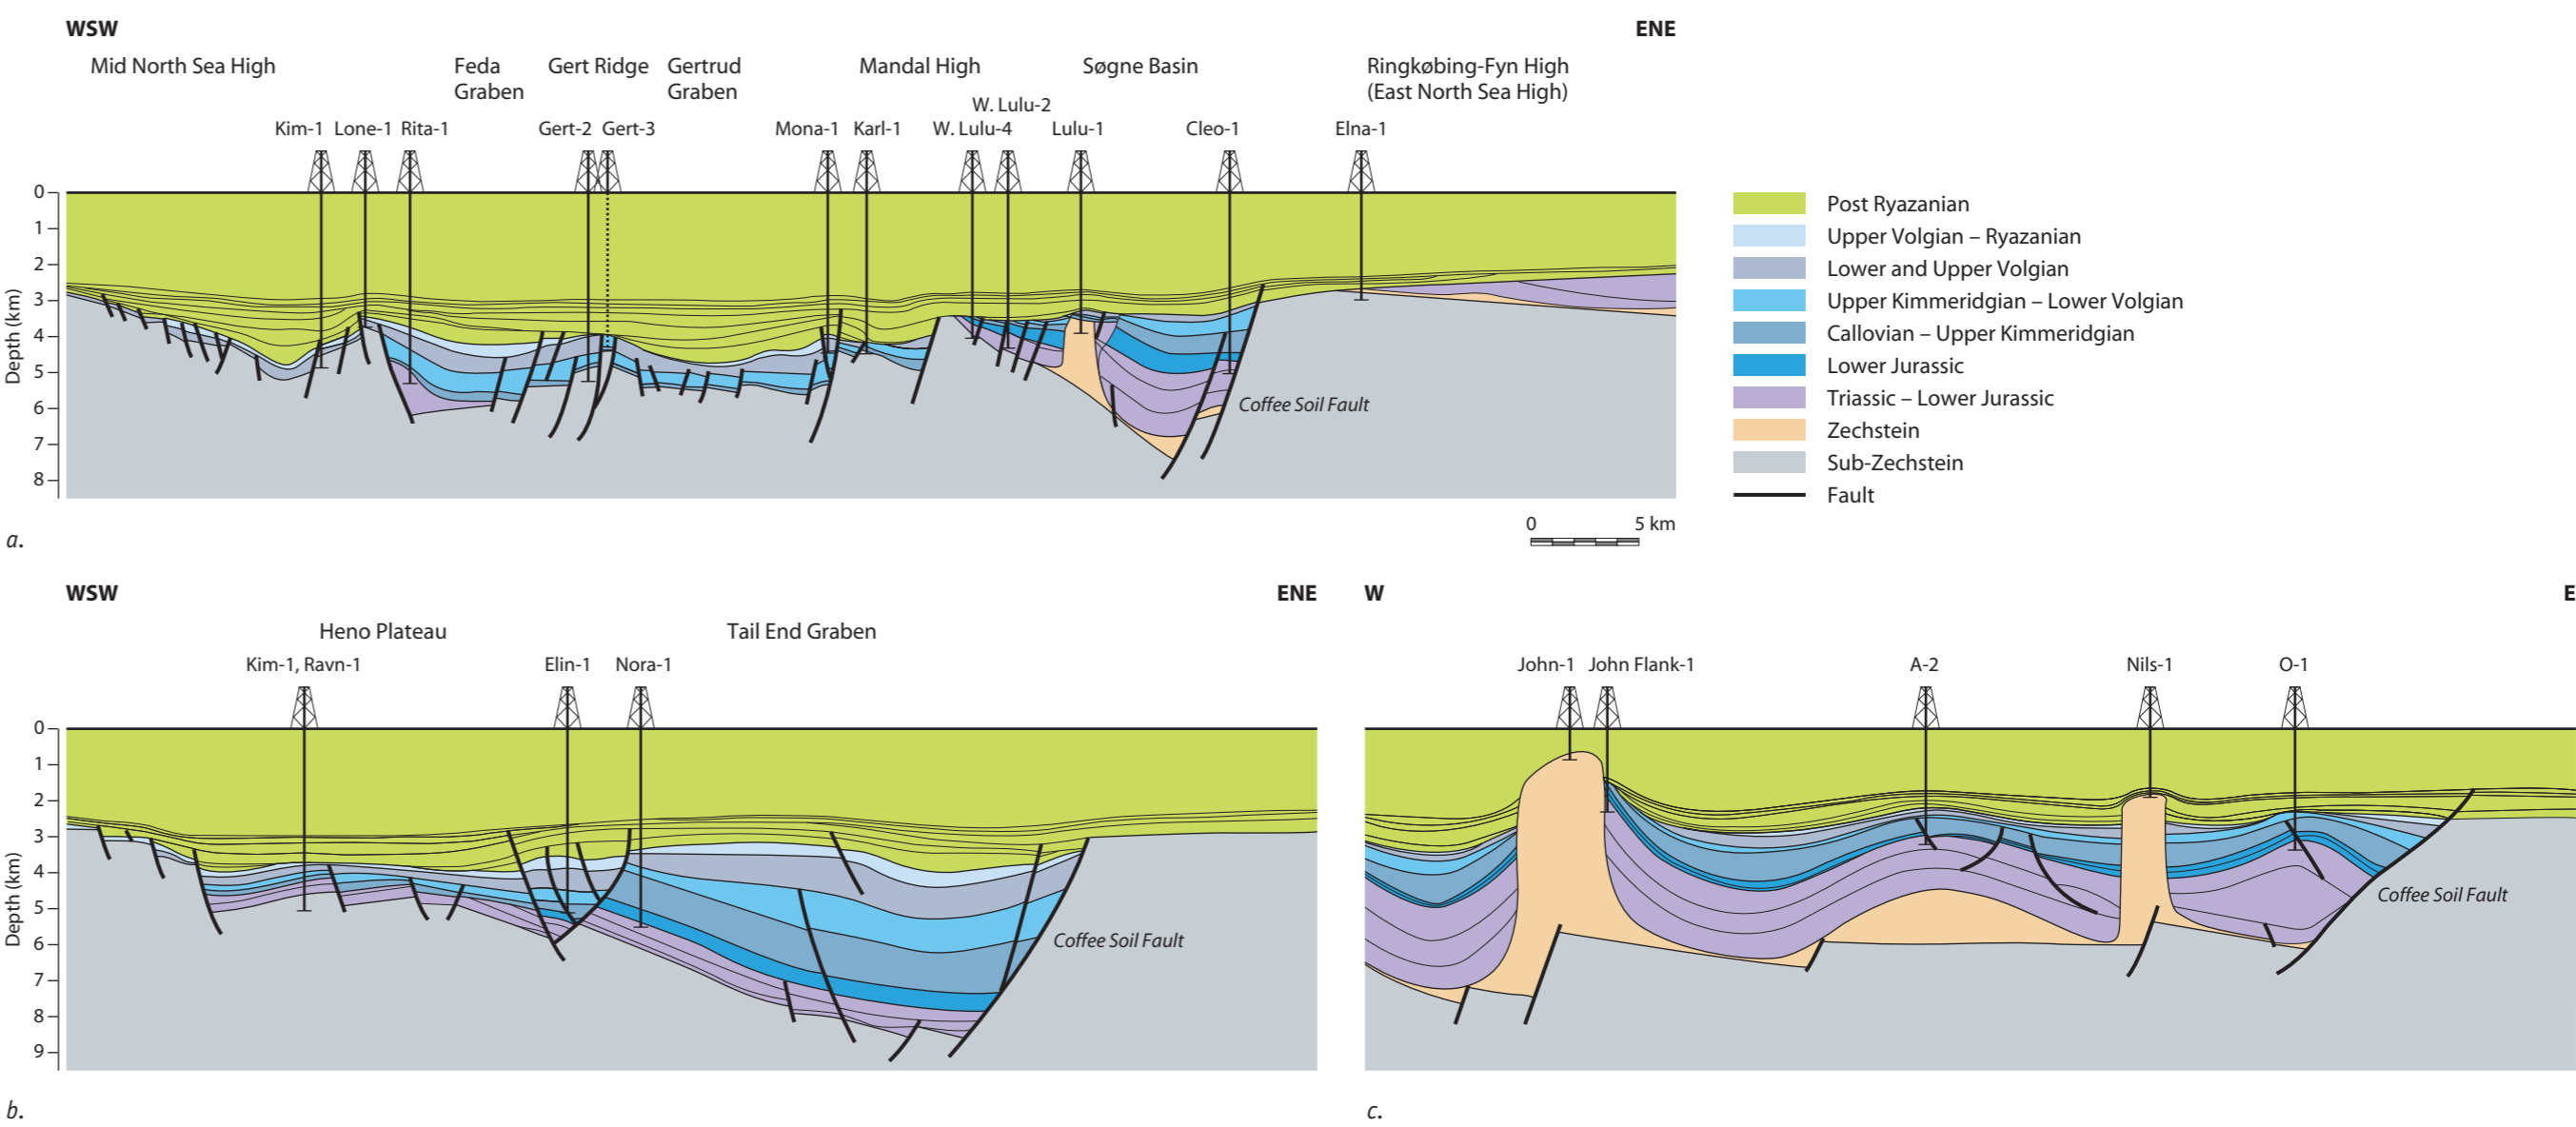 WSW
ENE
Mid North Sea High
Feda
Graben
Gert Ridge
Gertrud
Graben
Mandal High
Søgne Basin
Ringkøbing-Fyn High
(East North Sea High)
Kim-1
Lone-1
Rita-1
Gert-2
Gert-3
Mona-1
Karl-1
W. Lulu-4
W. Lulu-2
Lulu-1
Cleo-1
Elna-1
Depth (km)
0
1
2
3
4
5
6
7
8
Coffee Soil Fault
Post Ryazanian
Upper Volgian – Ryazanian
Lower and Upper Volgian
Upper Kimmeridgian – Lower Volgian
Callovian – Upper Kimmeridgian
Lower Jurassic
Triassic – Lower Jurassic
Zechstein
Sub-Zechstein
Fault
0 5 km
a.
WSW
ENE
Heno Plateau
Tail End Graben
Kim-1, Ravn-1
Elin-1
Nora-1
Depth (km)
0
1
2
3
4
5
6
7
8
9
Coffee Soil Fault
b.
W
E
John-1
John Flank-1
A-2
Nils-1
O-1
Coffee Soil Fault
c.